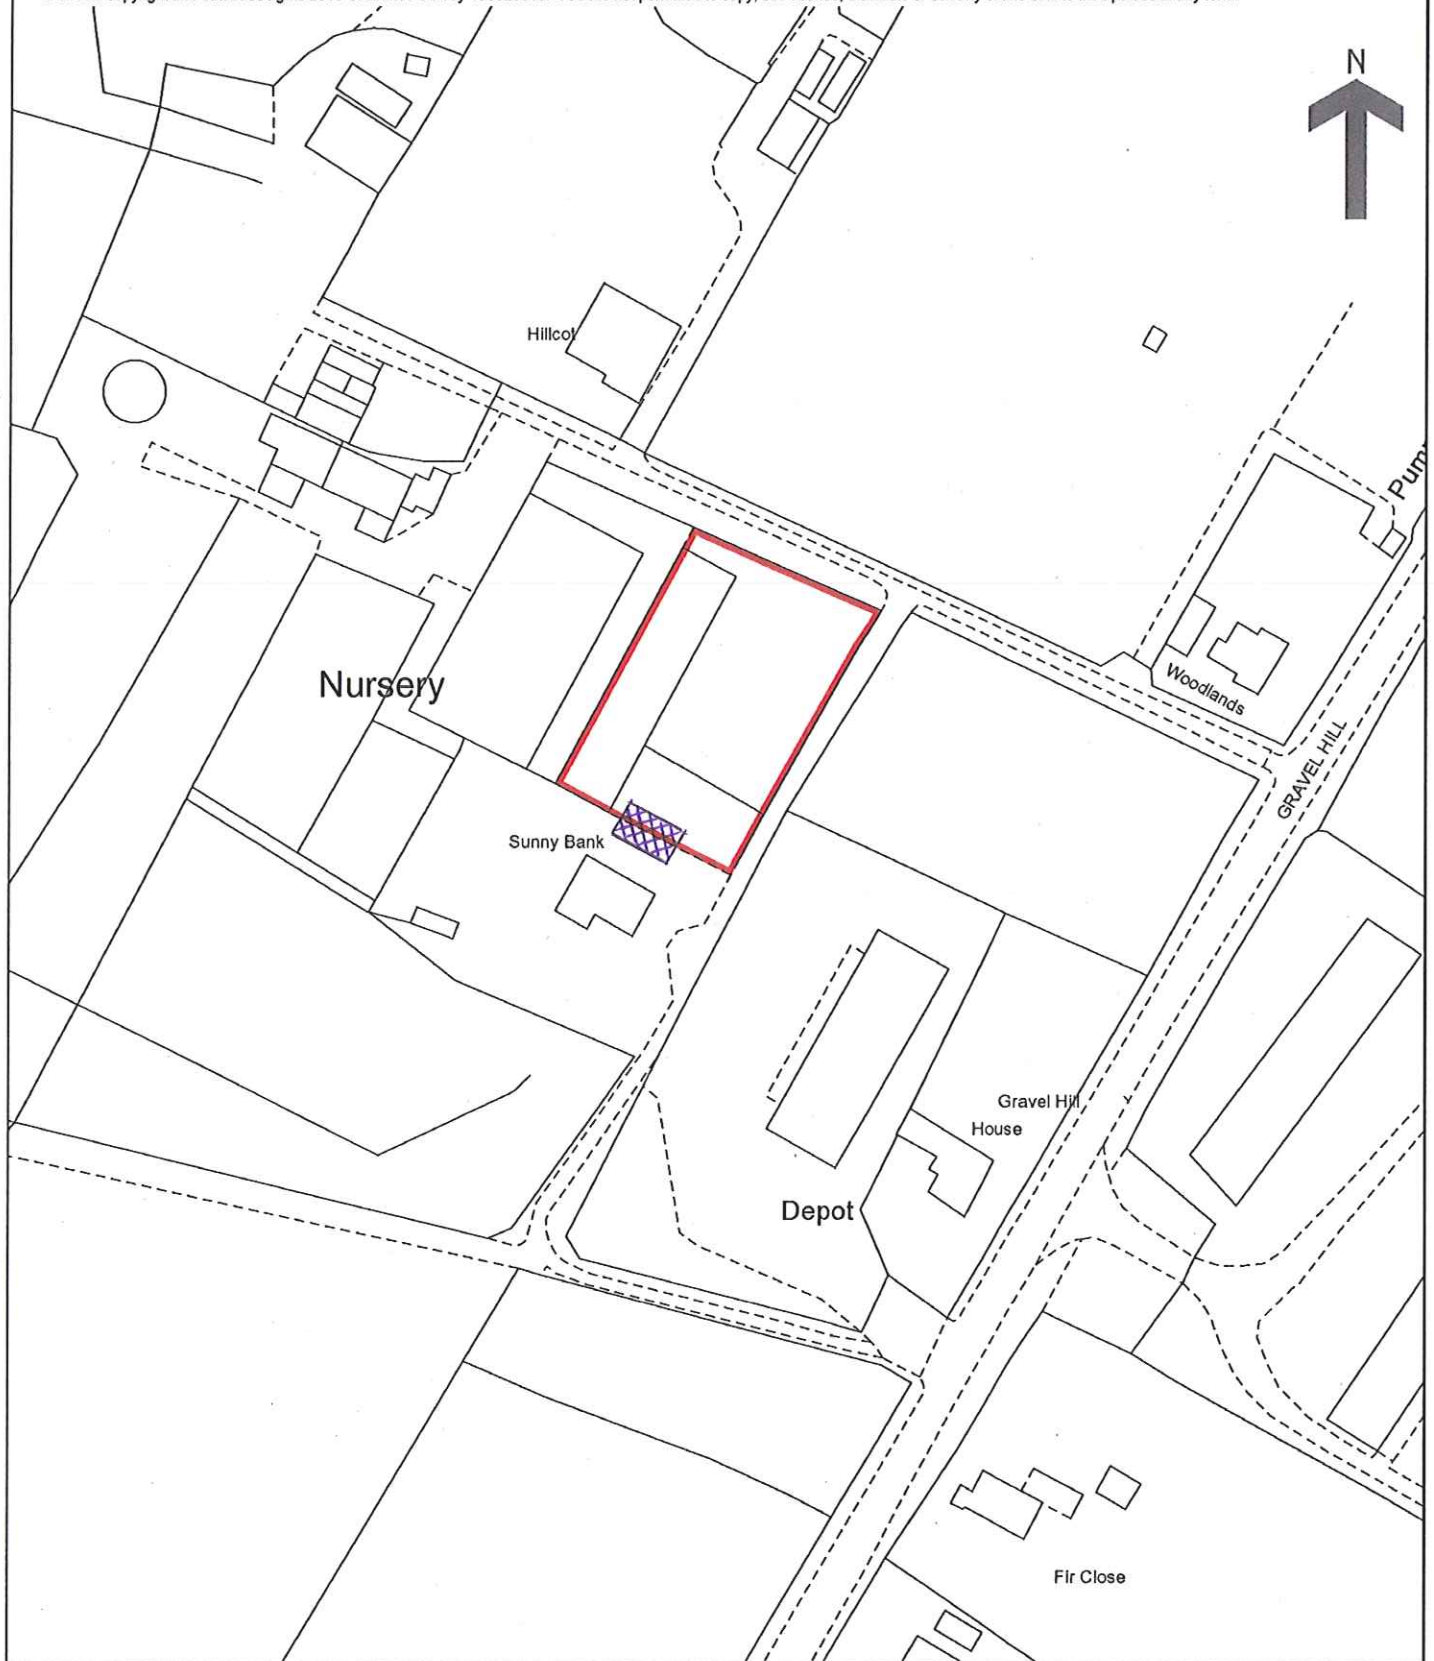 N
Hillcot
Pum
Nursery
Woodlands
GRAVEL HILL
Sunny Bank
Gravel Hill
House
Depot
Fir Close